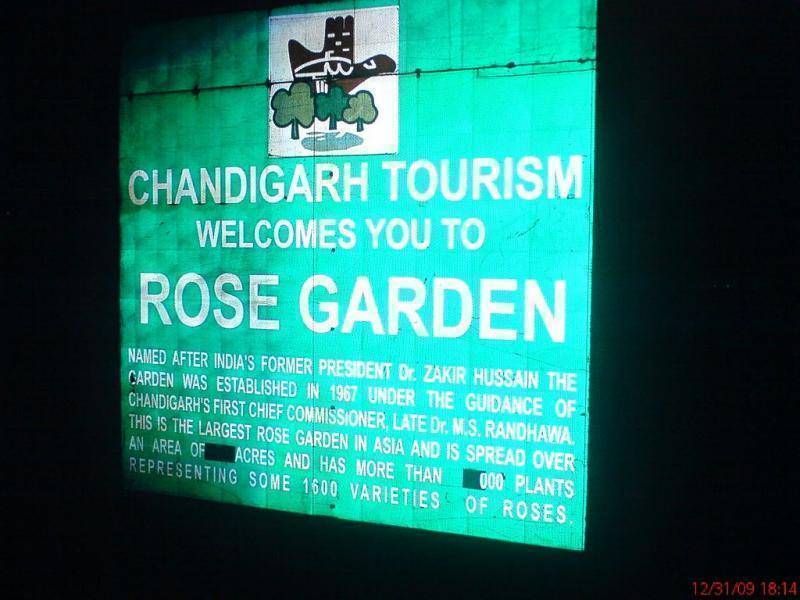 CHANDIGARH TOURISM
WELCOMES YOU TO
ROSE GARDEN
NAMED AFTER INDIA'S FORMER PRESIDENT Dr. ZAKIR HUSSAIN THE
GARDEN WAS ESTABLISHED IN 1967 UNDER THE GUIDANCE OF
CHANDIGARH'S FIRST CHIEF COMMISSIONER, LATE Dr. M.S. RANDHAWA.
THIS IS THE LARGEST ROSE GARDEN IN ASIA AND IS SPREAD OVER
AN AREA OF ACRES AND HAS MORE THAN 000 PLANTS
REPRESENTING SOME 1600 VARIETIES OF ROSES.
12/31/09 18:14